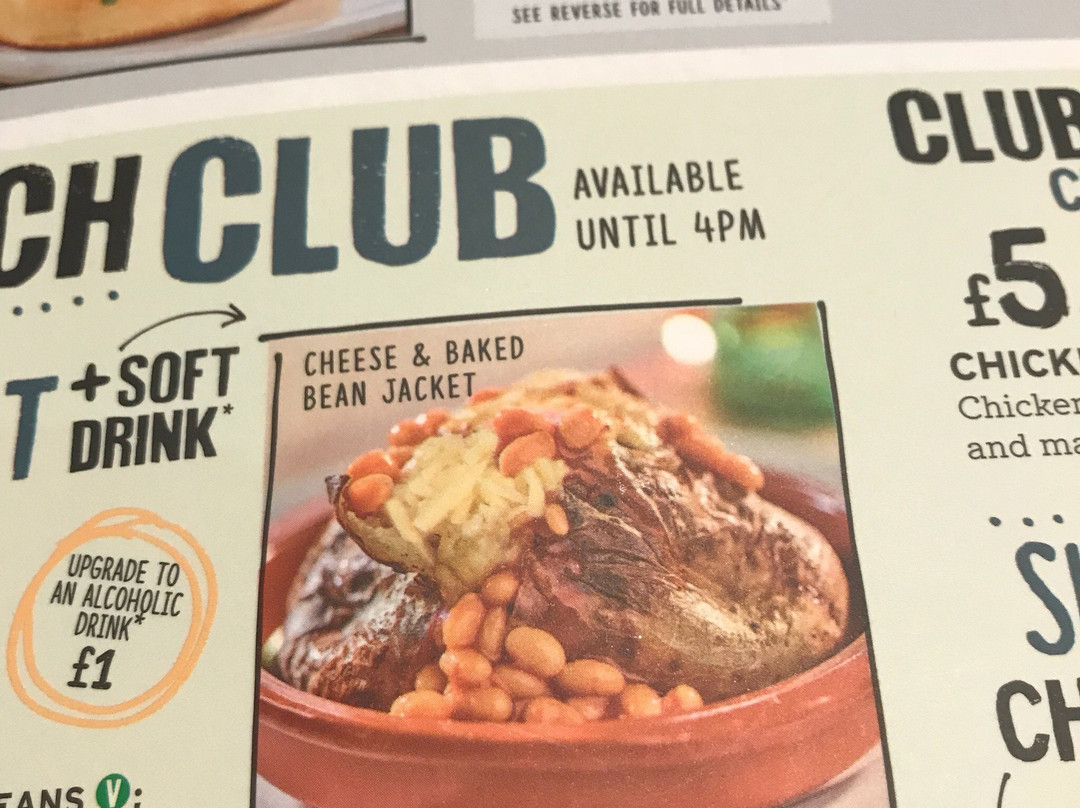 SEE REVERSE FOR FULL DETAILS*
CH CLUB
AVAILABLE
UNTIL 4PM
T + SOFT
DRINK*
CHEESE & BAKED
BEAN JACKET
UPGRADE TO
AN ALCOHOLIC
DRINK*
£1
EANS V:
CLUB
C
£5
CHICK
Chicken
and ma
CH